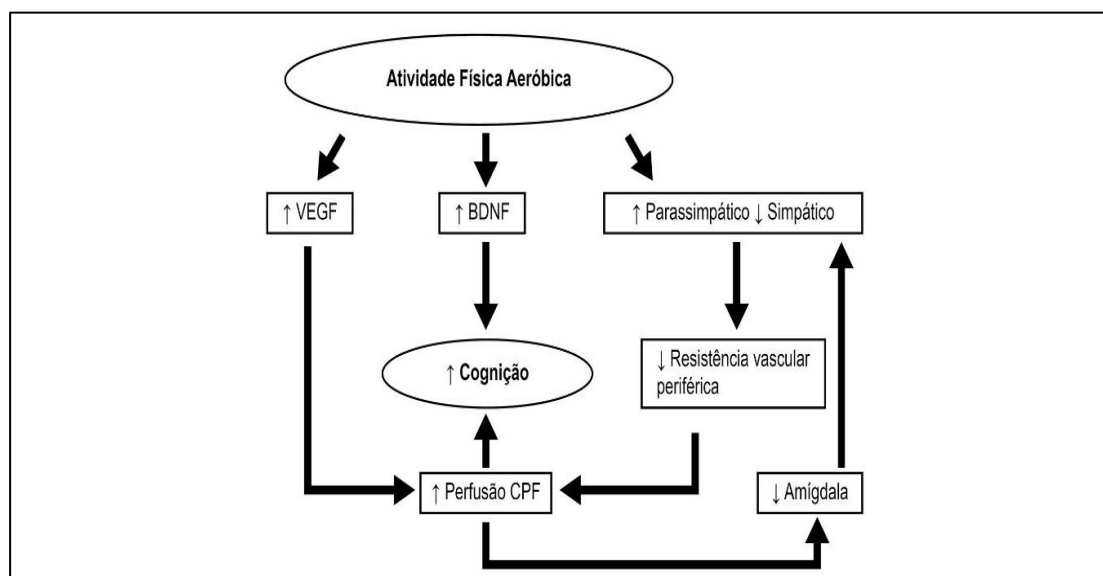 Atividade Física Aeróbica
↑ VEGF
↑ BDNF
↑ Parassimpático ↓ Simpático
↑ Cognição
↓ Resistência vascular
periférica
↑ Perfusão CPF
↓ Amígdala